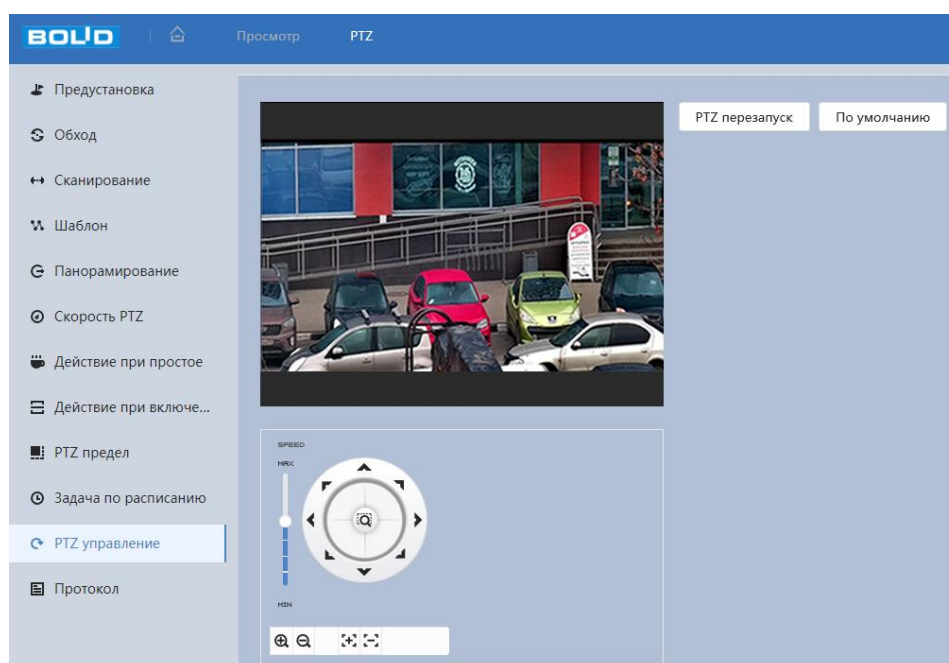 BOLID
Просмотр PTZ
Предустановка
Обход
Сканирование
Шаблон
Панорамирование
Скорость PTZ
Действие при простое
Действие при включе...
PTZ предел
Задача по расписанию
PTZ управление
Протокол
PTZ перезапуск По умолчанию
SPEED
MAX
MIN